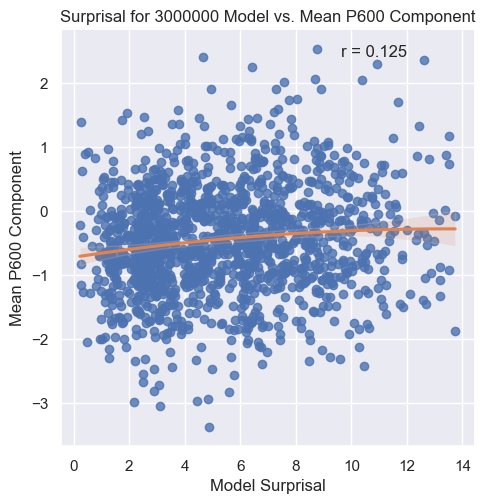 Surprisal for 3000000 Model vs. Mean P600 Component
r = 0.125
Mean P600 Component
2
1
0
−1
−2
−3
0 2 4 6 8 10 12 14
Model Surprisal